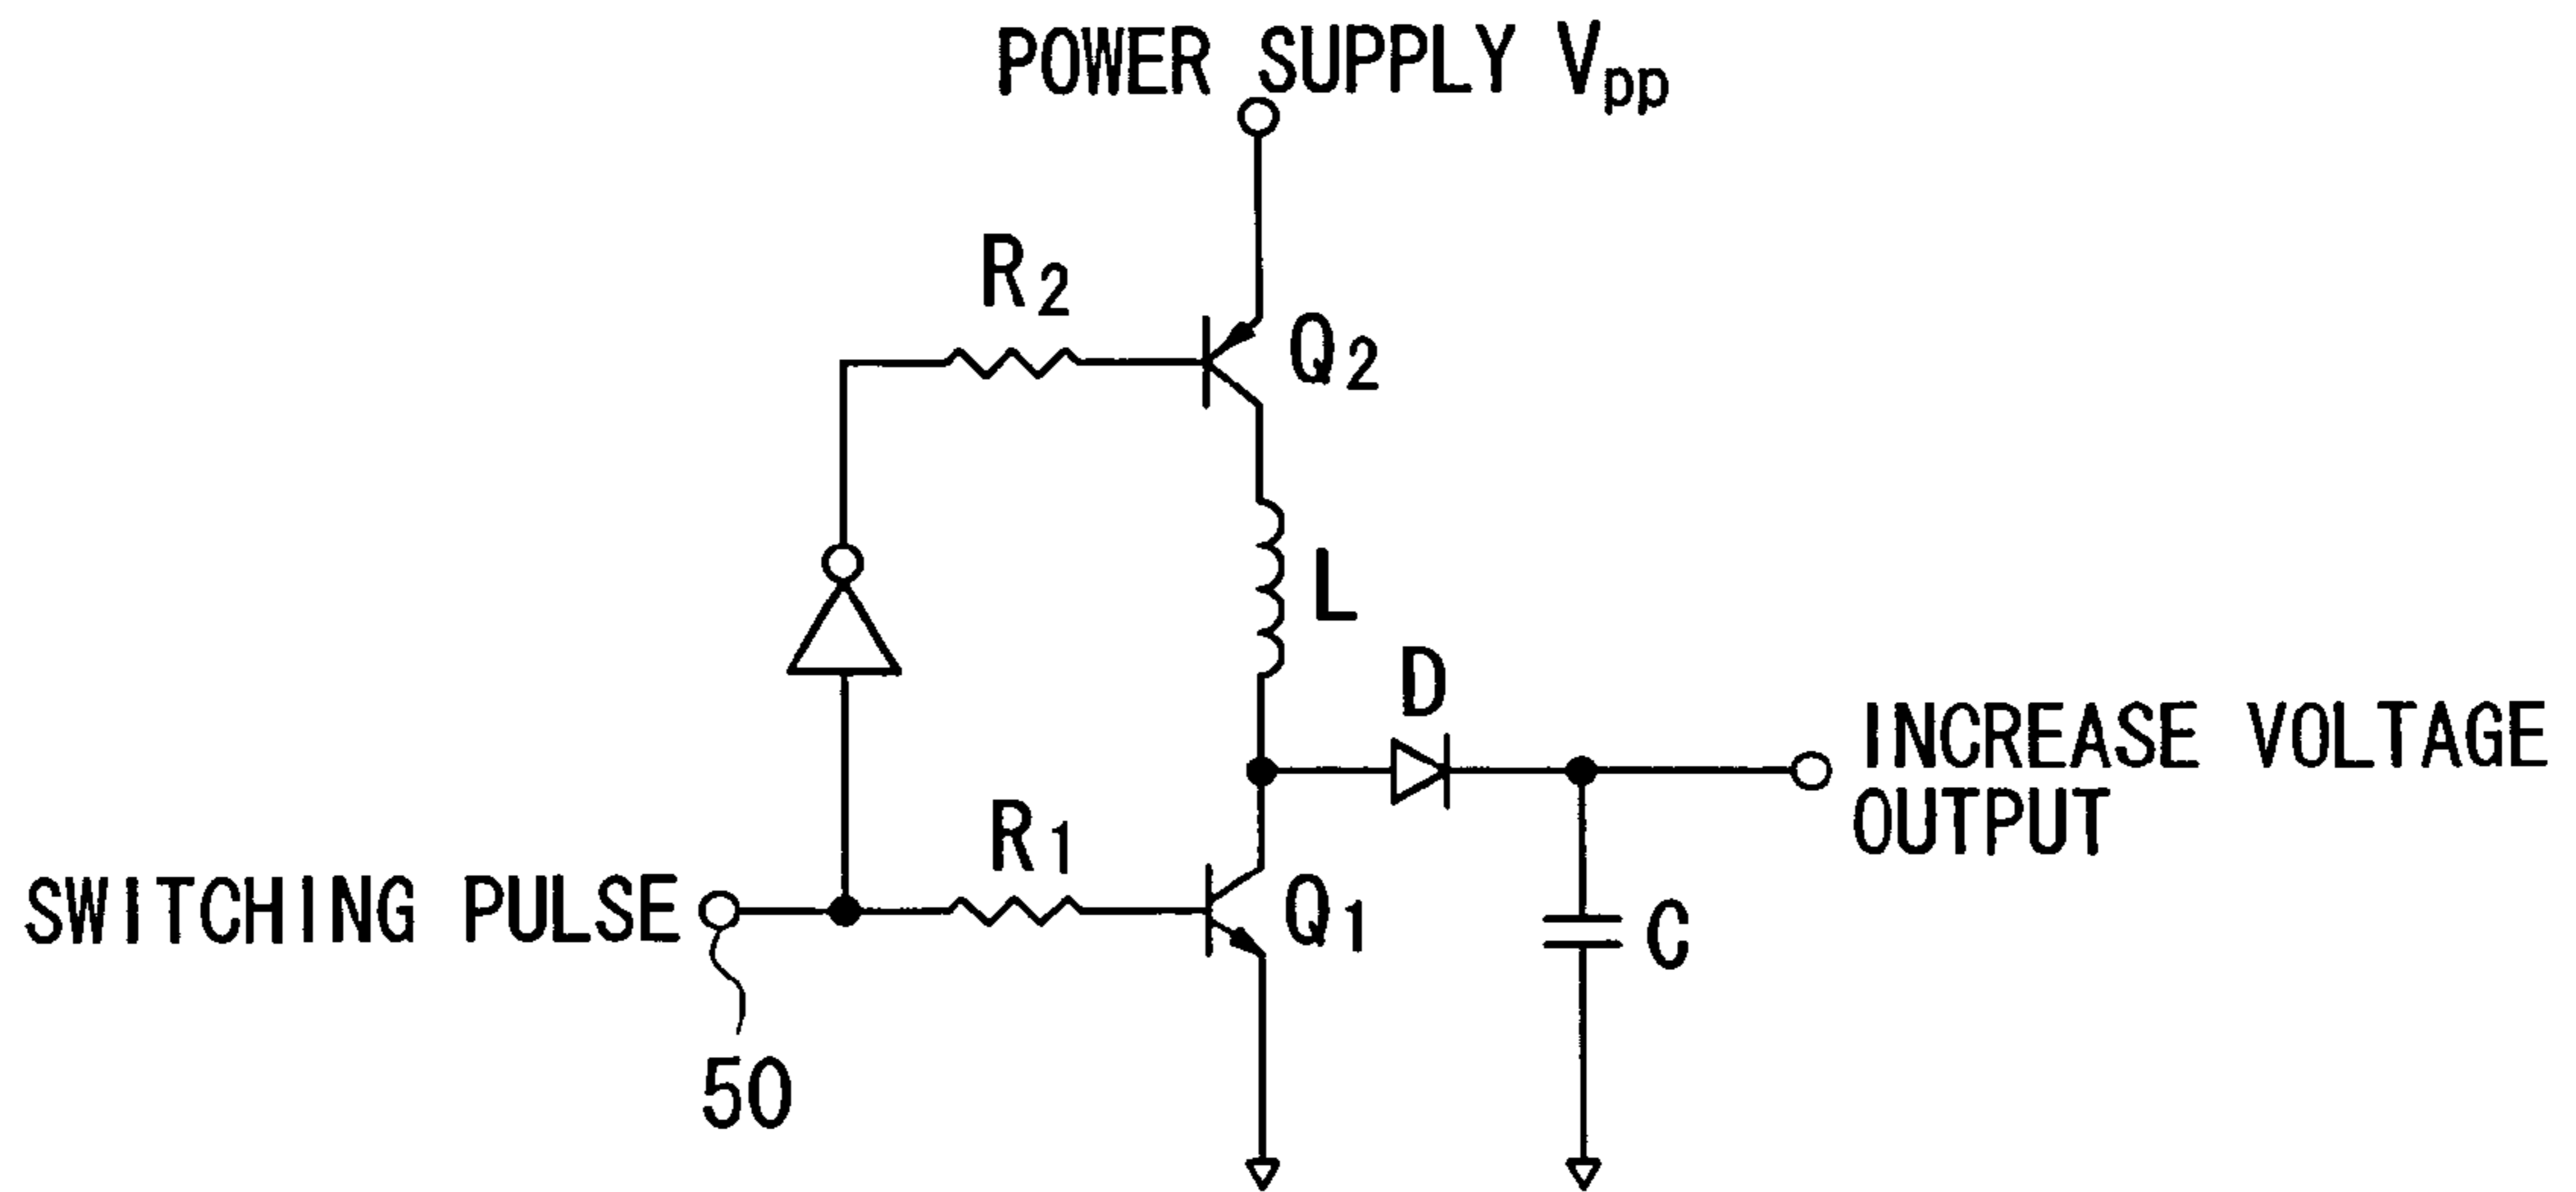 POWER SUPPLY Vpp
R2
Q2
L
D
INCREASE VOLTAGE
OUTPUT
R1
SWITCHING PULSE
Q1
C
50